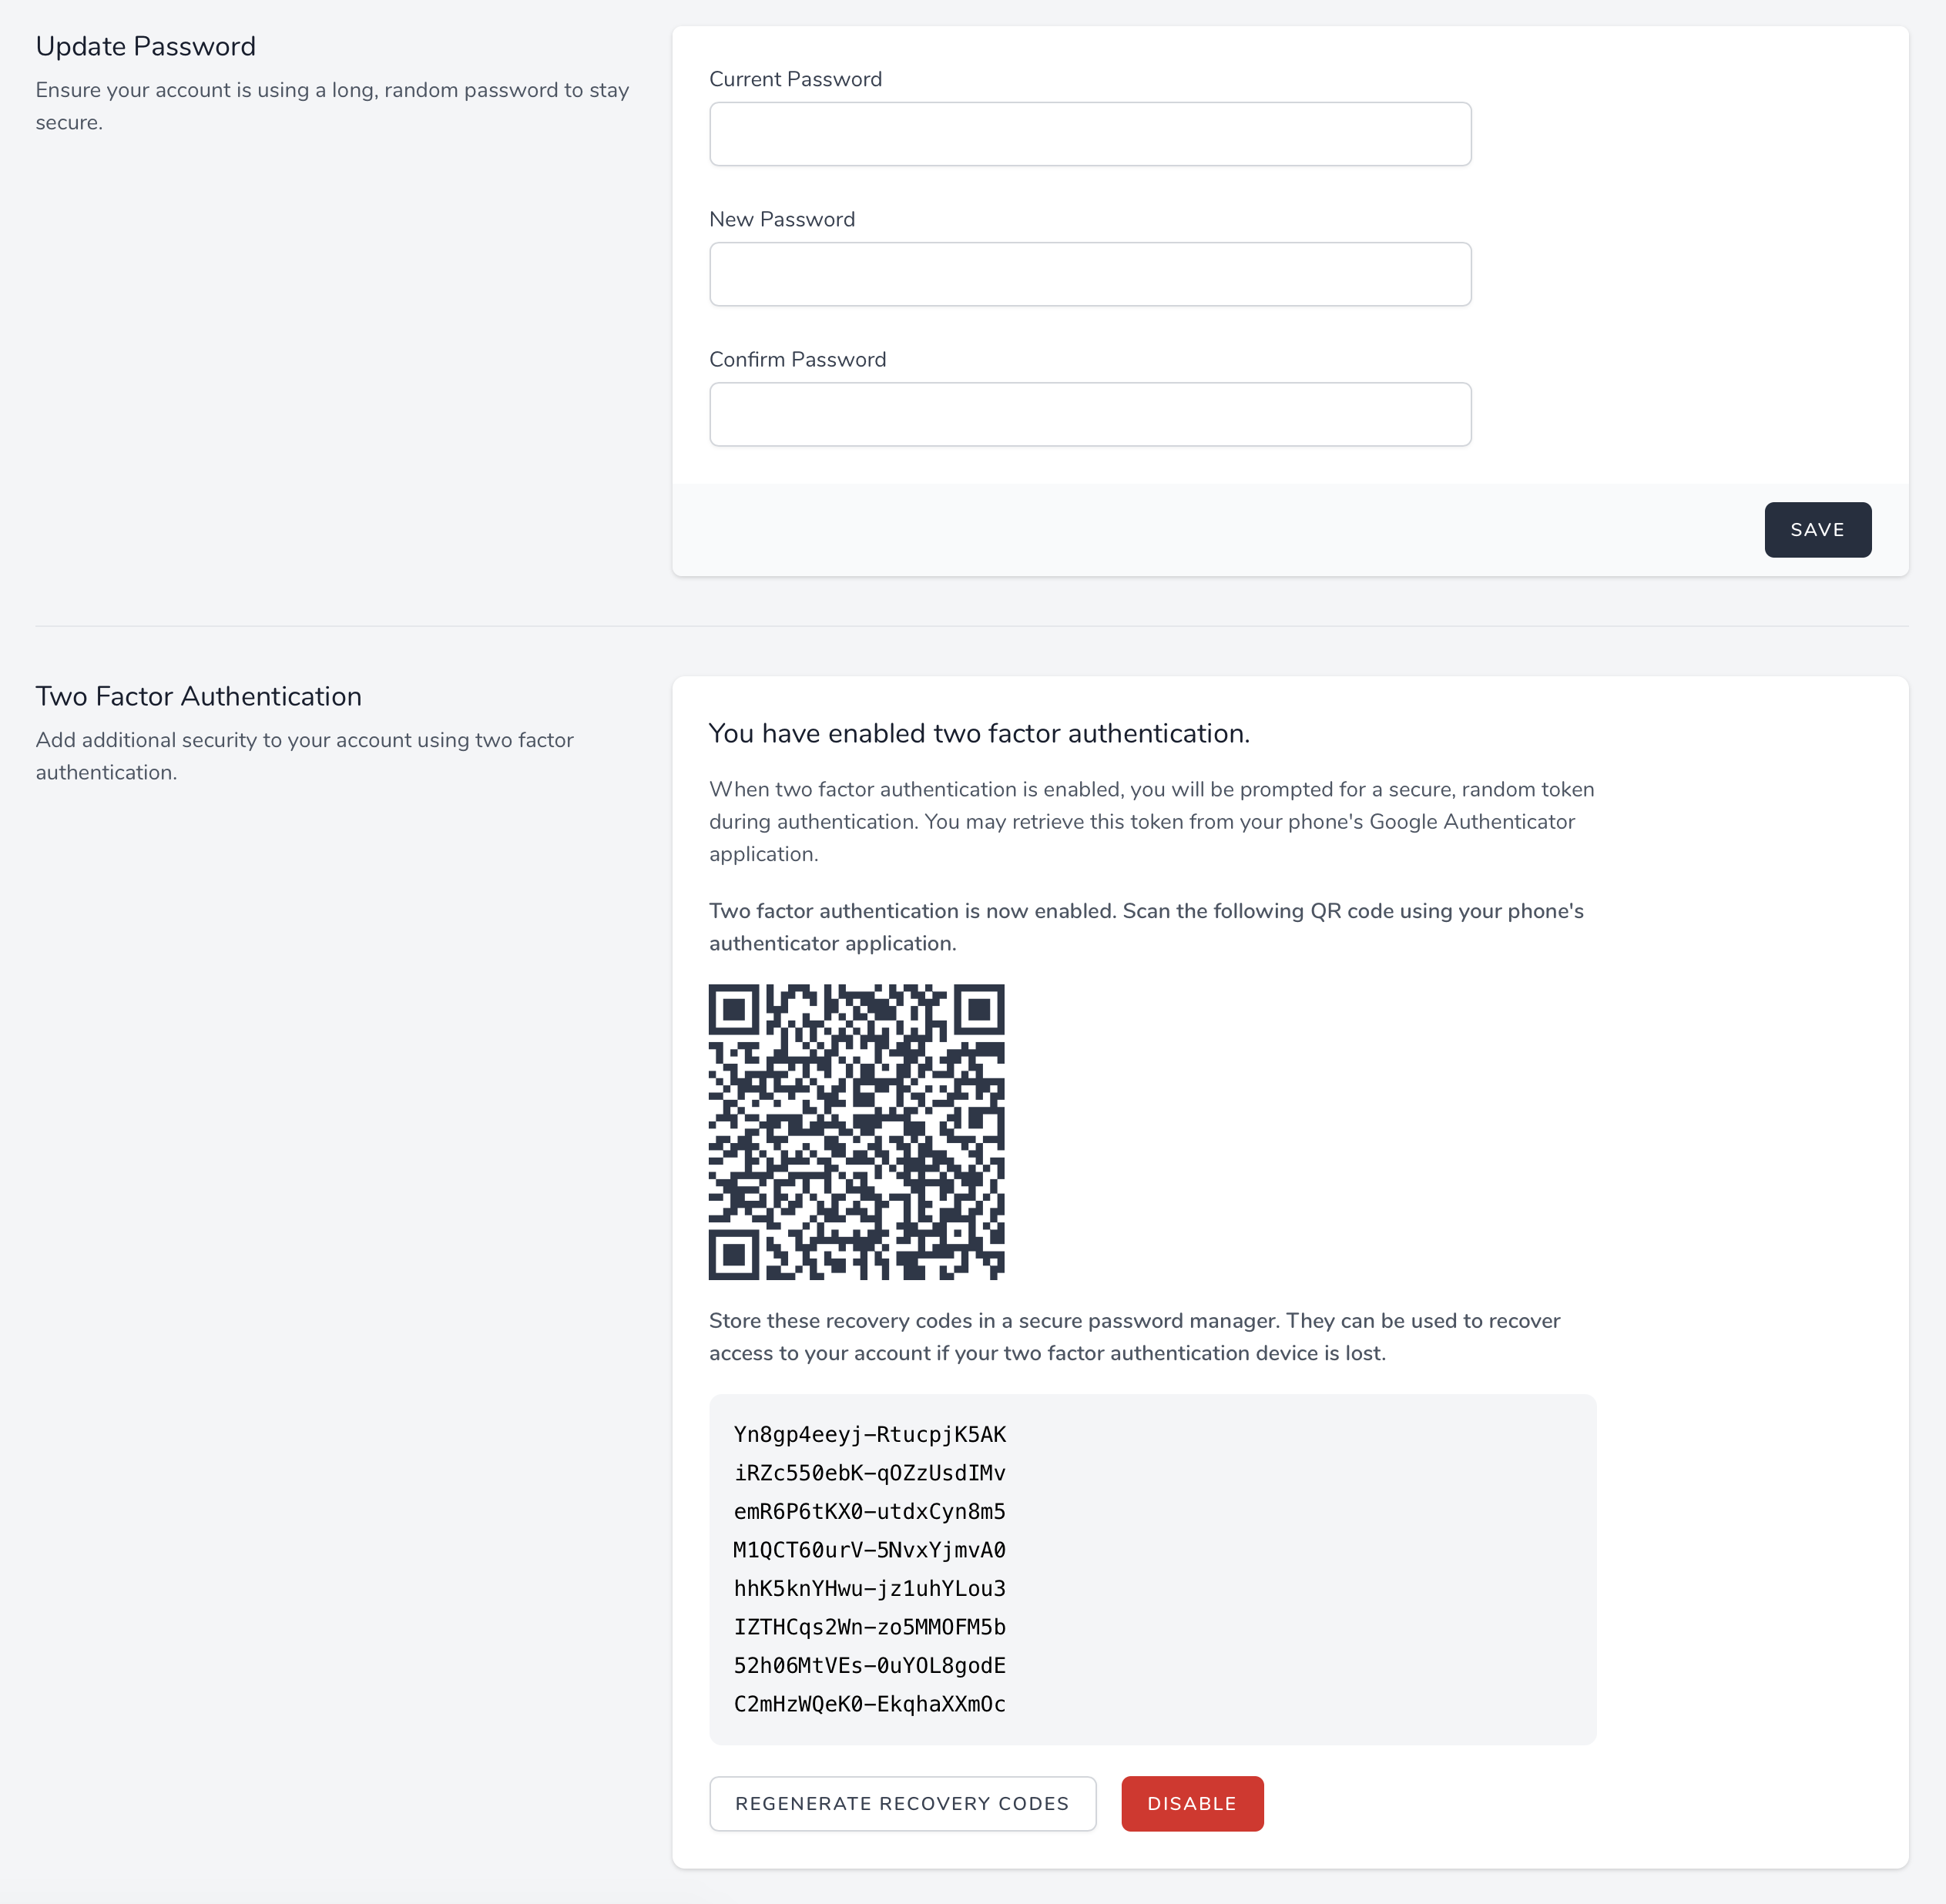 Update Password
Ensure your account is using a long, random password to stay
secure.
Current Password
New Password
Confirm Password
SAVE
Two Factor Authentication
Add additional security to your account using two factor
authentication.
You have enabled two factor authentication.
When two factor authentication is enabled, you will be prompted for a secure, random token
during authentication. You may retrieve this token from your phone's Google Authenticator
application.
Two factor authentication is now enabled. Scan the following QR code using your phone's
authenticator application.
Store these recovery codes in a secure password manager. They can be used to recover
access to your account if your two factor authentication device is lost.
Yn8gp4eeyj-RtucpjK5AK
iRZc550ebK-qOZzUsdIMv
emR6P6tKX0-utdxCyn8m5
M1QCT60urV-5NvxYjmvA0
hhK5knYHwu-jz1uhYLou3
IZTHCqs2Wn-zo5MMOFM5b
52h06MtVEs-0uYOL8godE
C2mHzWQeK0-EkqhaXXmOc
REGENERATE RECOVERY CODES
DISABLE